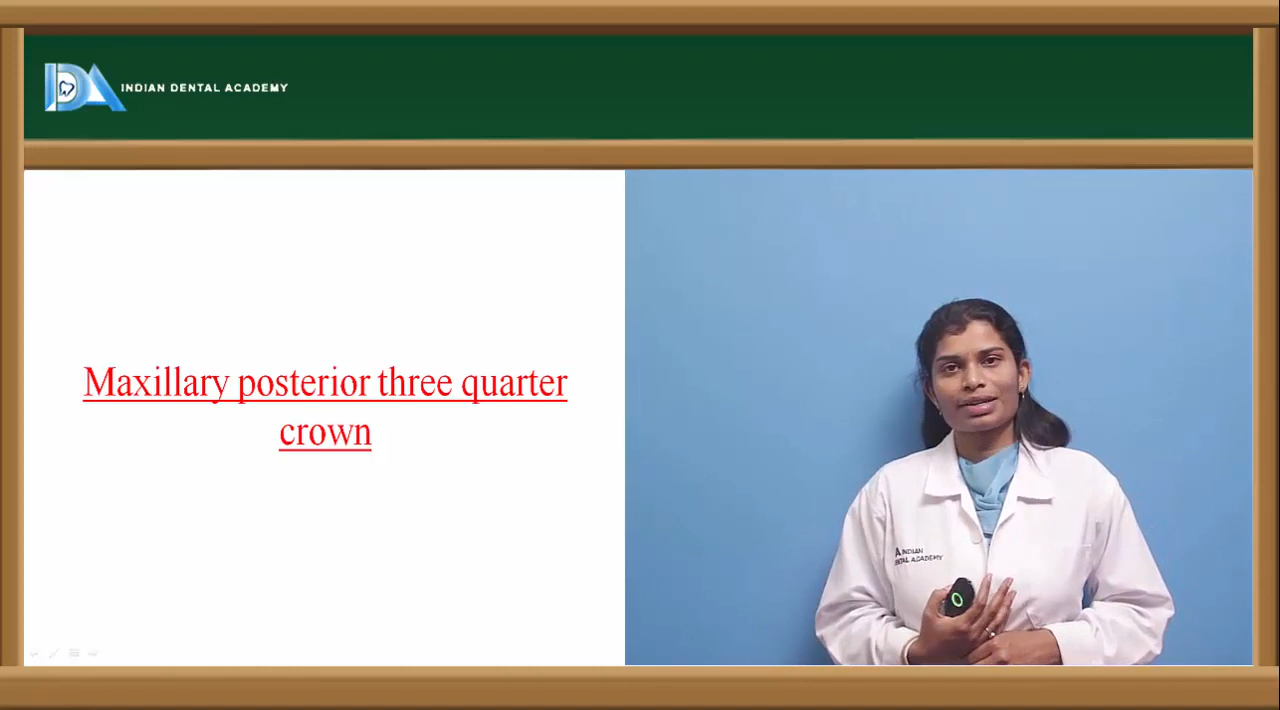 INDIAN DENTAL ACADEMY
Maxillary posterior three quarter
crown
INDIAN
DENTAL ACADEMY